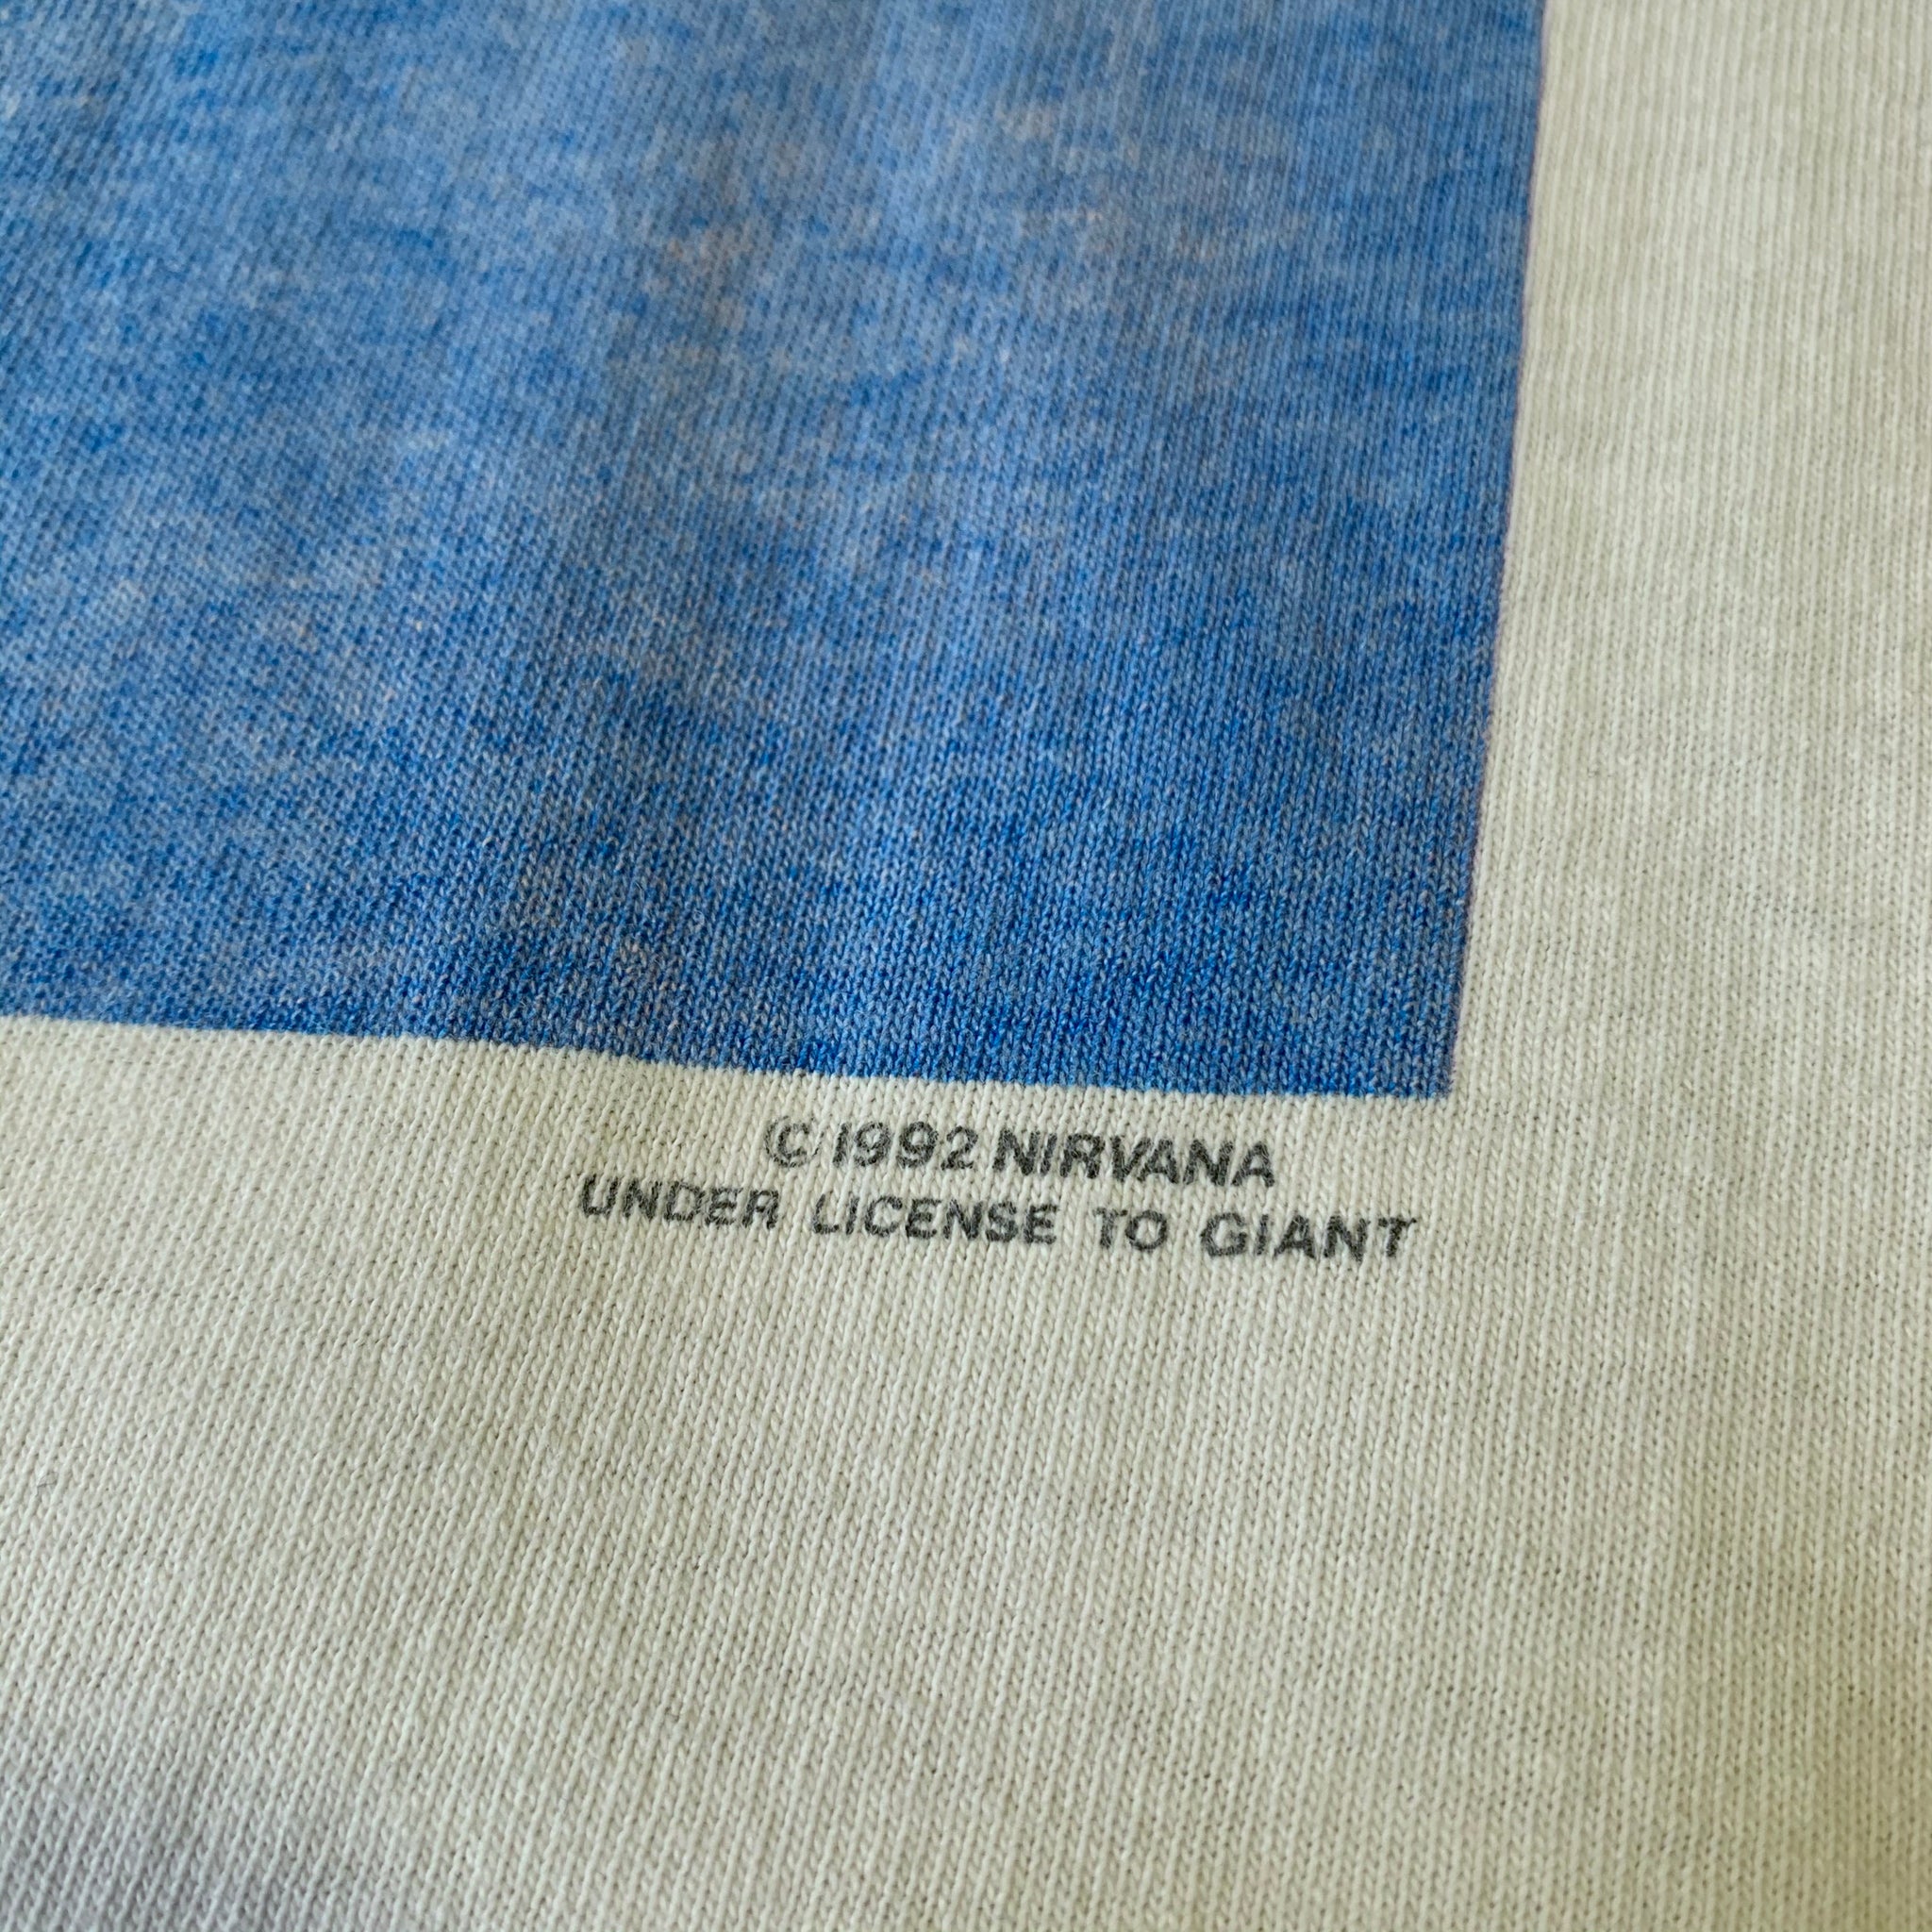 © 1992 NIRVANA
UNDER LICENSE TO GIANT